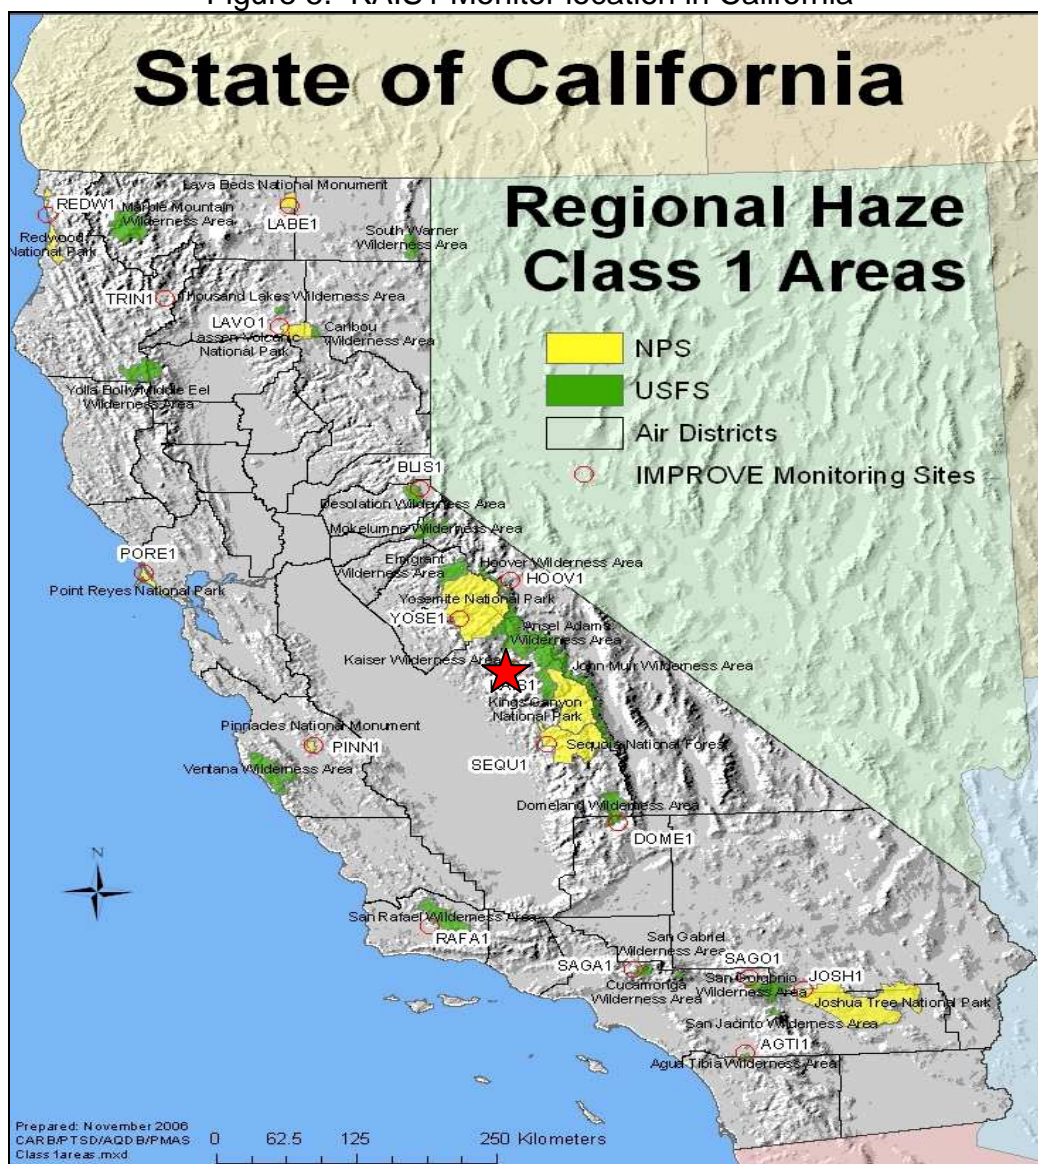 Figure 3. KAIS1 Monitor location in California
State of California
Regional Haze
Class 1 Areas
NPS
USFS
Air Districts
IMPROVE Monitoring Sites
Lava Beds National Monument
REDW1
Marble Mountain
Wilderness Area
LABE1
South Warner
Wilderness Area
Redwood
National Park
TRIN1
Thousand Lakes Wilderness Area
LAVO1
Lassen Volcanic
National Park
Caribou
Wilderness Area
Yolla Bolly Middle Eel
Wilderness Area
BLIS1
Desolation Wilderness Area
Mokelumne Wilderness Area
PORE1
Point Reyes National Park
Emigrant
Wilderness Area
Hoover Wilderness Area
HOOV1
Yosemite National Park
YOSE1
Ansel Adams
Wilderness Area
Kaiser Wilderness Area
John Muir Wilderness Area
KAIS1
Kings Canyon
National Park
Pinnacles National Monument
PINN1
Sequoia National Forest
SEQU1
Ventana Wilderness Area
Domeland Wilderness Area
DOME1
N
San Rafael Wilderness Area
RAFA1
San Gabriel
Wilderness Area
SAGA1
Cucamonga
Wilderness Area
SAGO1
San Gorgonio
Wilderness Area
JOSH1
Joshua Tree National Park
San Jacinto Wilderness Area
AGTI1
Agua Tibia Wilderness Area
Prepared: November 2006
CARB/PTSD/AQDB/PMAS
Class1areas.mxd
0 62.5 125 250 Kilometers